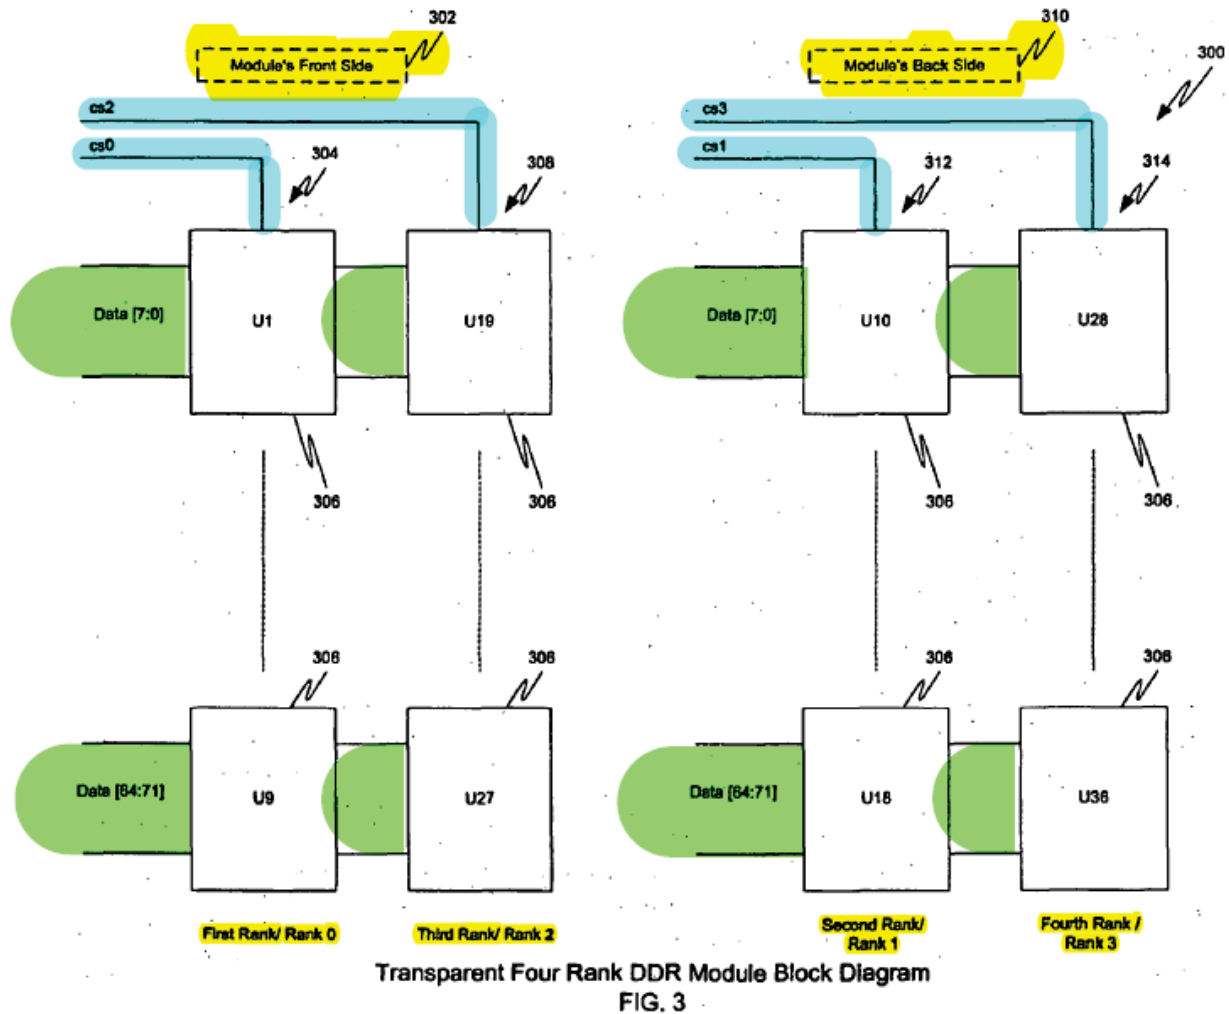 302
Module's Front Side
310
Module's Back Side
300
cs2
cs0
304
308
cs3
cs1
312
314
Data [7:0]
U1
U19
Data [7:0]
U10
U28
306
306
306
306
306
306
306
306
Data [64:71]
U9
U27
Data [64:71]
U18
U36
First Rank/ Rank 0
Third Rank/ Rank 2
Second Rank/
Rank 1
Fourth Rank /
Rank 3
Transparent Four Rank DDR Module Block Diagram
FIG. 3